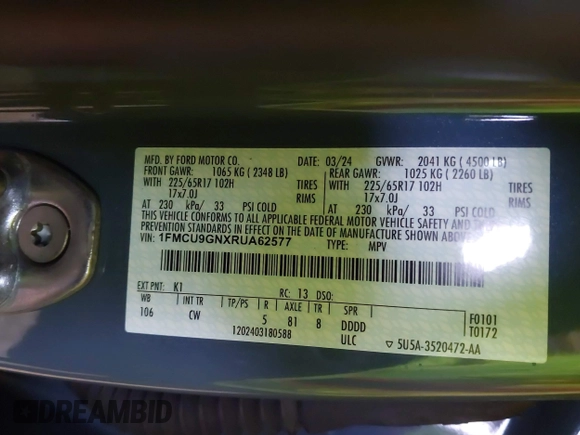 MFD. BY FORD MOTOR CO. 03/24 GVWR: 2041 KG ( 4500 LB)
FRONT GAWR: 1065 KG ( 2348 LB) REAR GAWR: 1025 KG ( 2260 LB)
WITH 225/65R17 102H TIRES WITH 225/65R17 102H TIRES
17x7.0J RIMS 17x7.0J RIMS
AT 230 kPa/ 33 PSI COLD AT 230 kPa/ 33 PSI COLD
THIS VEHICLE CONFORMS TO ALL APPLICABLE FEDERAL MOTOR VEHICLE SAFETY, BUMPER, AND THEFT PREVENTION STANDARDS IN EFFECT ON THE DATE OF MANUFACTURE SHOWN ABOVE.
VIN: 1FMCU9GNXRUA62577
TYPE: MPV
EXT PNT: K1 RC: 13 DSO:
WB INT TR TP/PS R AXLE TR SPR F0101
106 CW 5 81 8 DDDD T0172
1202403180588 ULC 5U5A-3520472-AA
DREAMBID